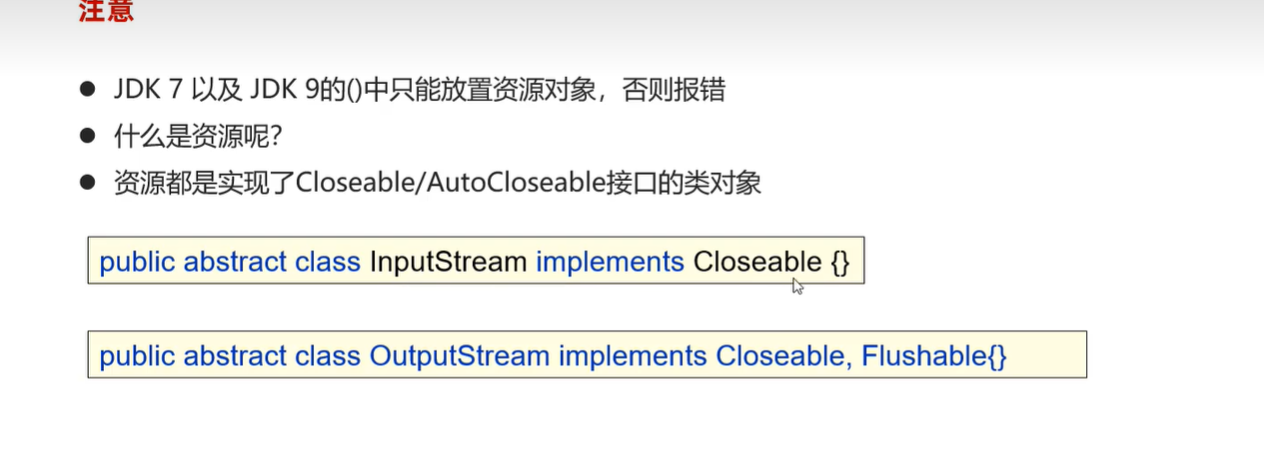 注意
● JDK 7 以及 JDK 9的()中只能放置资源对象，否则报错
● 什么是资源呢？
● 资源都是实现了Closeable/AutoCloseable接口的类对象
public abstract class InputStream implements Closeable {}
public abstract class OutputStream implements Closeable, Flushable{}